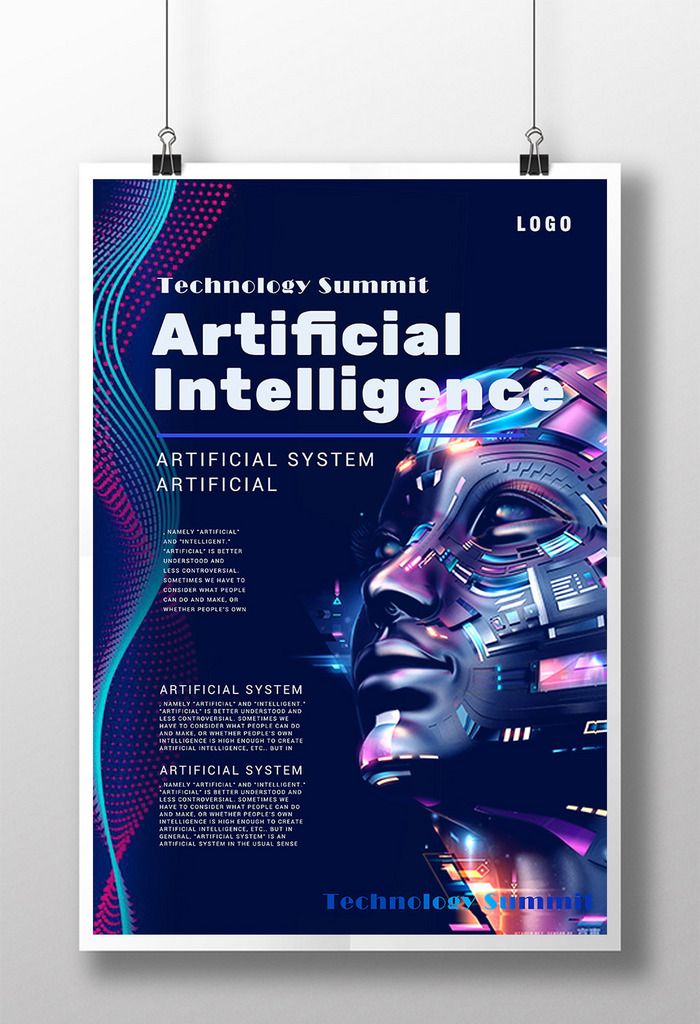 LOGO
Technology Summit
Artificial
Intelligence
ARTIFICIAL SYSTEM
ARTIFICIAL
, NAMELY "ARTIFICIAL"
AND "INTELLIGENT."
"ARTIFICIAL" IS BETTER
UNDERSTOOD AND
LESS CONTROVERSIAL.
SOMETIMES WE HAVE TO
CONSIDER WHAT PEOPLE
CAN DO AND MAKE, OR
WHETHER PEOPLE'S OWN
ARTIFICIAL SYSTEM
, NAMELY "ARTIFICIAL" AND "INTELLIGENT."
"ARTIFICIAL" IS BETTER UNDERSTOOD AND
LESS CONTROVERSIAL. SOMETIMES WE
HAVE TO CONSIDER WHAT PEOPLE CAN DO
AND MAKE, OR WHETHER PEOPLE'S OWN
INTELLIGENCE IS HIGH ENOUGH TO CREATE
ARTIFICIAL INTELLIGENCE, ETC.. BUT IN
ARTIFICIAL SYSTEM
, NAMELY "ARTIFICIAL" AND "INTELLIGENT."
"ARTIFICIAL" IS BETTER UNDERSTOOD AND
LESS CONTROVERSIAL. SOMETIMES WE
HAVE TO CONSIDER WHAT PEOPLE CAN DO
AND MAKE, OR WHETHER PEOPLE'S OWN
INTELLIGENCE IS HIGH ENOUGH TO CREATE
ARTIFICIAL INTELLIGENCE, ETC.. BUT IN
GENERAL, "ARTIFICIAL SYSTEM" IS AN
ARTIFICIAL SYSTEM IN THE USUAL SENSE
Technology Summit